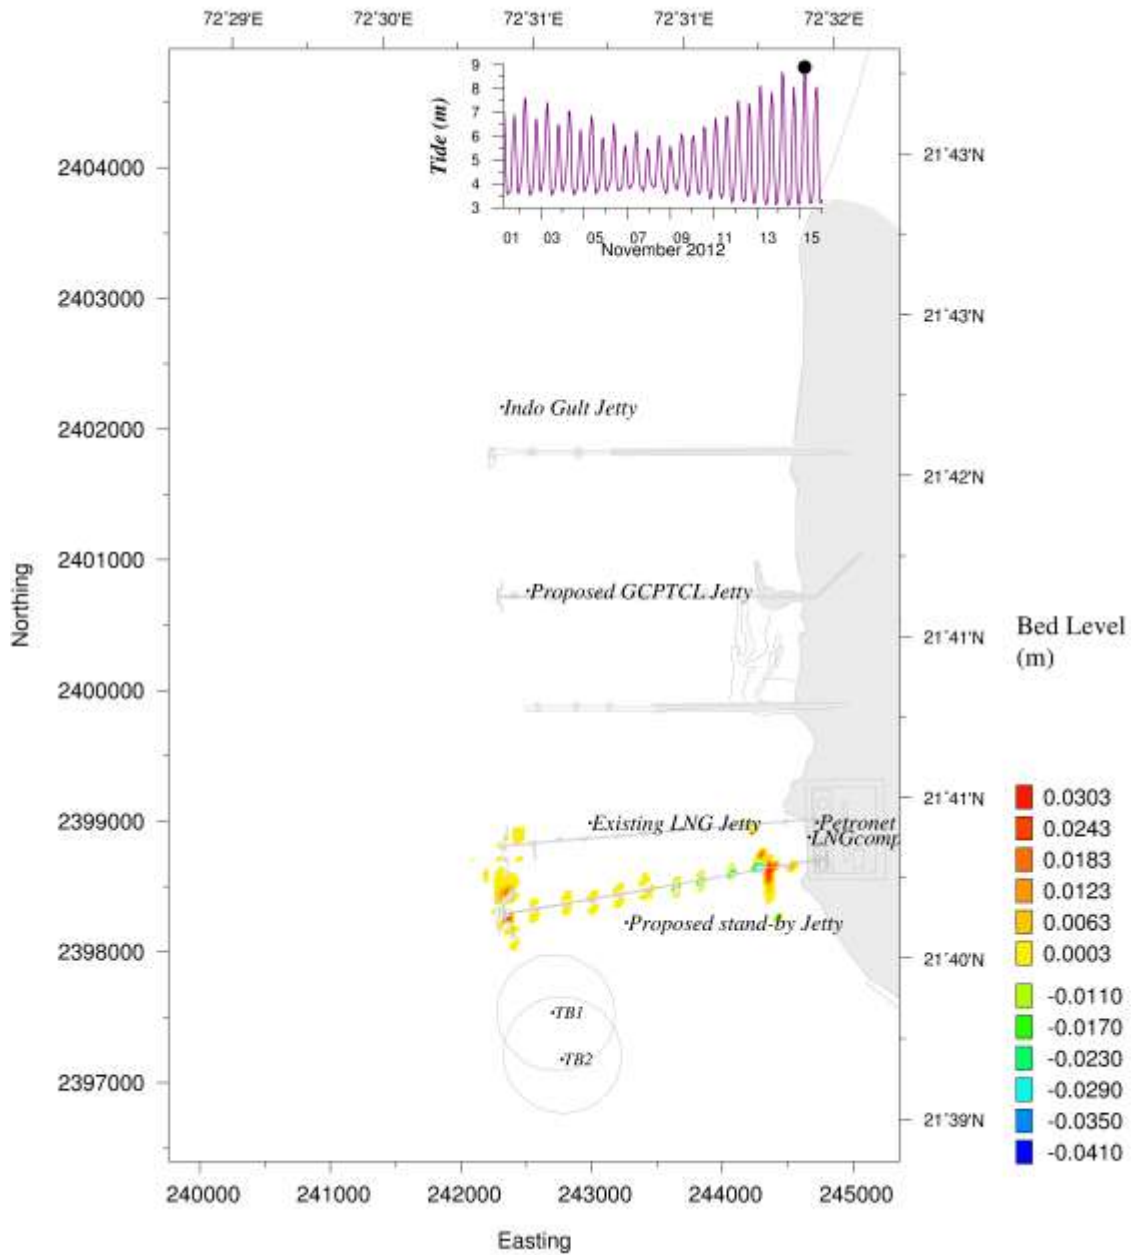 72°29'E 72°30'E 72°31'E 72°31'E 72°32'E
9
8
7
6
5
4
3
Tide (m)
01 03 05 07 09 11 13 15
November 2012
2404000
2403000
2402000
2401000
2400000
2399000
2398000
2397000
Northing
21°43'N
21°43'N
21°42'N
21°41'N
21°41'N
21°40'N
21°39'N
Indo Gult Jetty
Proposed GCPTCL Jetty
Existing LNG Jetty
Petronet
LNGcomp
Proposed stand-by Jetty
TB1
TB2
240000 241000 242000 243000 244000 245000
Easting
Bed Level
(m)
0.0303
0.0243
0.0183
0.0123
0.0063
0.0003
-0.0110
-0.0170
-0.0230
-0.0290
-0.0350
-0.0410